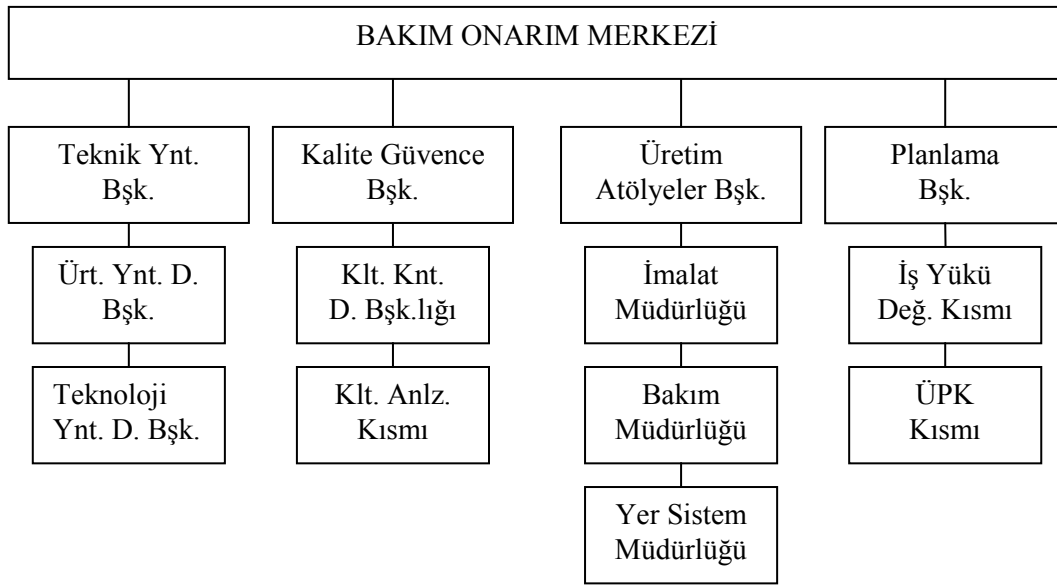 BAKIM ONARIM MERKEZİ
Teknik Ynt.
Bşk.
Kalite Güvence
Bşk.
Üretim
Atölyeler Bşk.
Planlama
Bşk.
Ürt. Ynt. D.
Bşk.
Klt. Knt.
D. Bşk.lığı
İmalat
Müdürlüğü
İş Yükü
Değ. Kısmı
Teknoloji
Ynt. D. Bşk.
Klt. Anlz.
Kısmı
Bakım
Müdürlüğü
ÜPK
Kısmı
Yer Sistem
Müdürlüğü